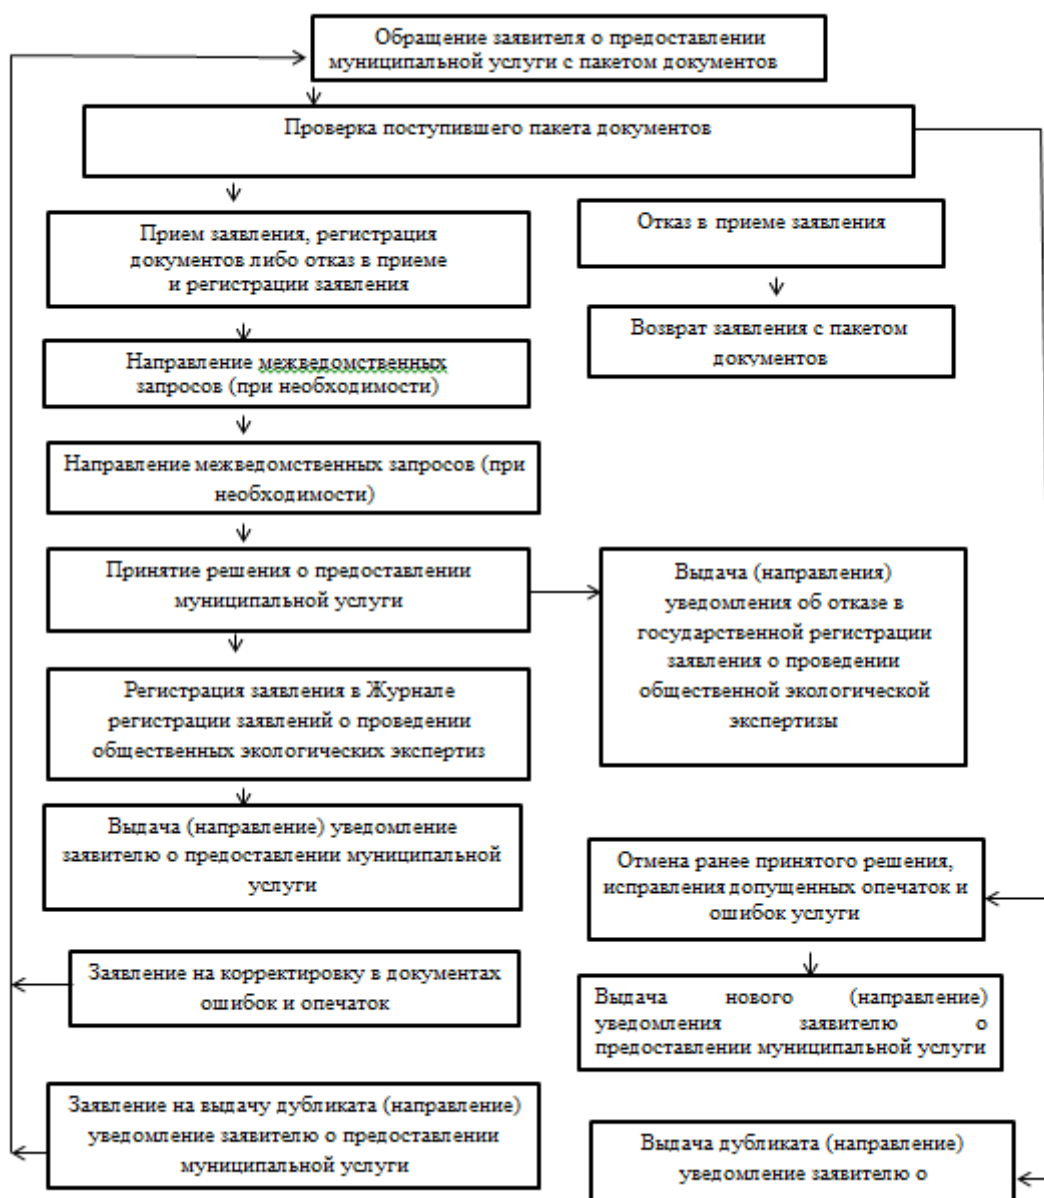 Обращение заявителя о предоставлении
муниципальной услуги с пакетом документов
Проверка поступившего пакета документов
Прием заявления, регистрация
документов либо отказ в приеме
и регистрации заявления
Отказ в приеме заявления
Возврат заявления с пакетом
документов
Направление межведомственных
запросов (при необходимости)
Направление межведомственных запросов (при
необходимости)
Принятие решения о предоставлении
муниципальной услуги
Выдача (направления)
уведомления об отказе в
государственной регистрации
заявления о проведении
общественной экологической
экспертизы
Регистрация заявления в Журнале
регистрации заявлений о проведении
общественных экологических экспертиз
Выдача (направление) уведомление
заявителю о предоставлении муниципальной
услуги
Отмена ранее принятого решения,
исправления допущенных опечаток и
ошибок услуги
Заявление на корректировку в документах
ошибок и опечаток
Выдача нового (направление)
уведомления заявителю о
предоставлении муниципальной услуги
Заявление на выдачу дубликата (направление)
уведомление заявителю о предоставлении
муниципальной услуги
Выдача дубликата (направление)
уведомление заявителю о